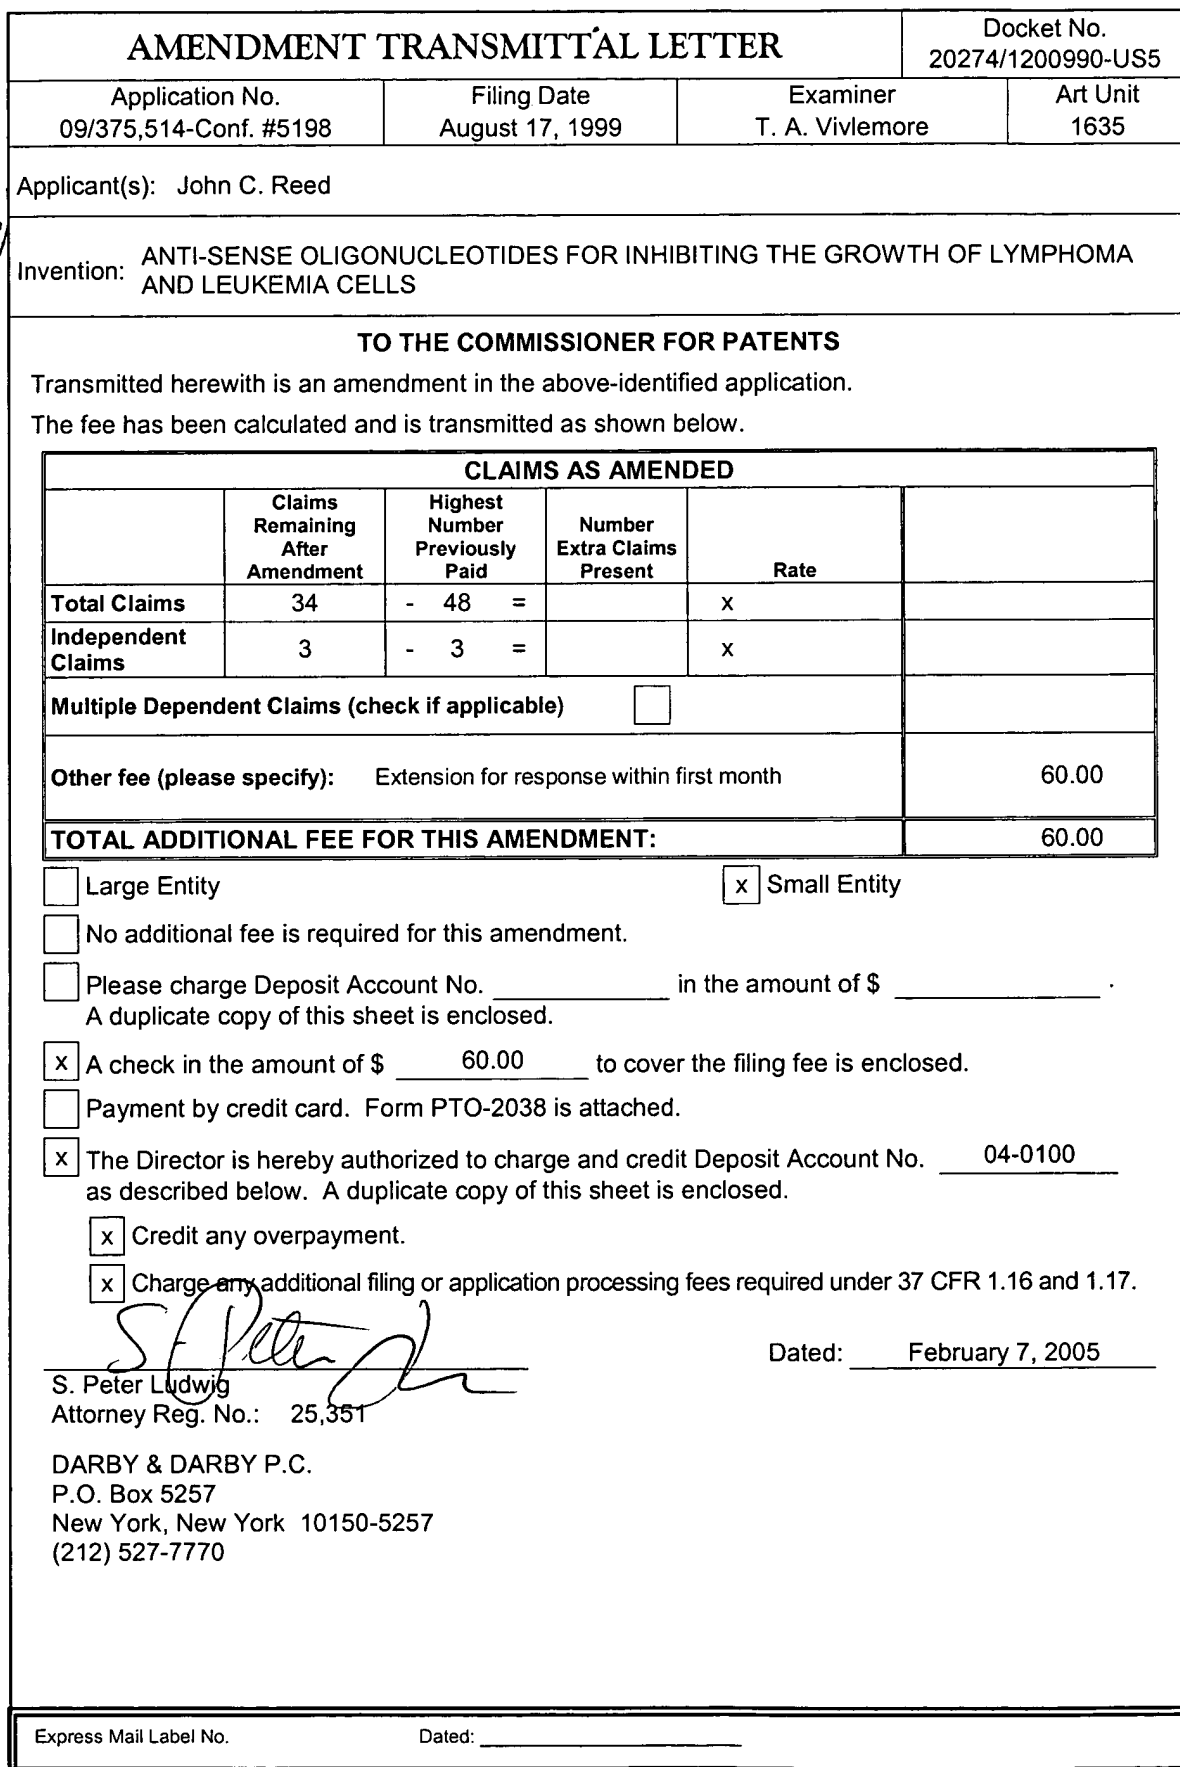 AMENDMENT TRANSMITTAL LETTER
Docket No.
20274/1200990-US5
Application No.
09/375,514-Conf. #5198
Filing Date
August 17, 1999
Examiner
T. A. Vivlemore
Art Unit
1635
Applicant(s): John C. Reed
Invention: ANTI-SENSE OLIGONUCLEOTIDES FOR INHIBITING THE GROWTH OF LYMPHOMA
AND LEUKEMIA CELLS
TO THE COMMISSIONER FOR PATENTS
Transmitted herewith is an amendment in the above-identified application.
The fee has been calculated and is transmitted as shown below.
CLAIMS AS AMENDED
Claims
Remaining
After
Amendment
Highest
Number
Previously
Paid
Number
Extra Claims
Present
Rate
Total Claims 34 - 48 = x
Independent
Claims 3 - 3 = x
Multiple Dependent Claims (check if applicable)
Other fee (please specify): Extension for response within first month 60.00
TOTAL ADDITIONAL FEE FOR THIS AMENDMENT: 60.00
Large Entity x Small Entity
No additional fee is required for this amendment.
Please charge Deposit Account No. in the amount of $ .
A duplicate copy of this sheet is enclosed.
x A check in the amount of $ 60.00 to cover the filing fee is enclosed.
Payment by credit card. Form PTO-2038 is attached.
x The Director is hereby authorized to charge and credit Deposit Account No. 04-0100
as described below. A duplicate copy of this sheet is enclosed.
x Credit any overpayment.
x Charge any additional filing or application processing fees required under 37 CFR 1.16 and 1.17.
S. Peter
Dated: February 7, 2005
S. Peter Ludwig
Attorney Reg. No.: 25,351
DARBY & DARBY P.C.
P.O. Box 5257
New York, New York 10150-5257
(212) 527-7770
Express Mail Label No. Dated: